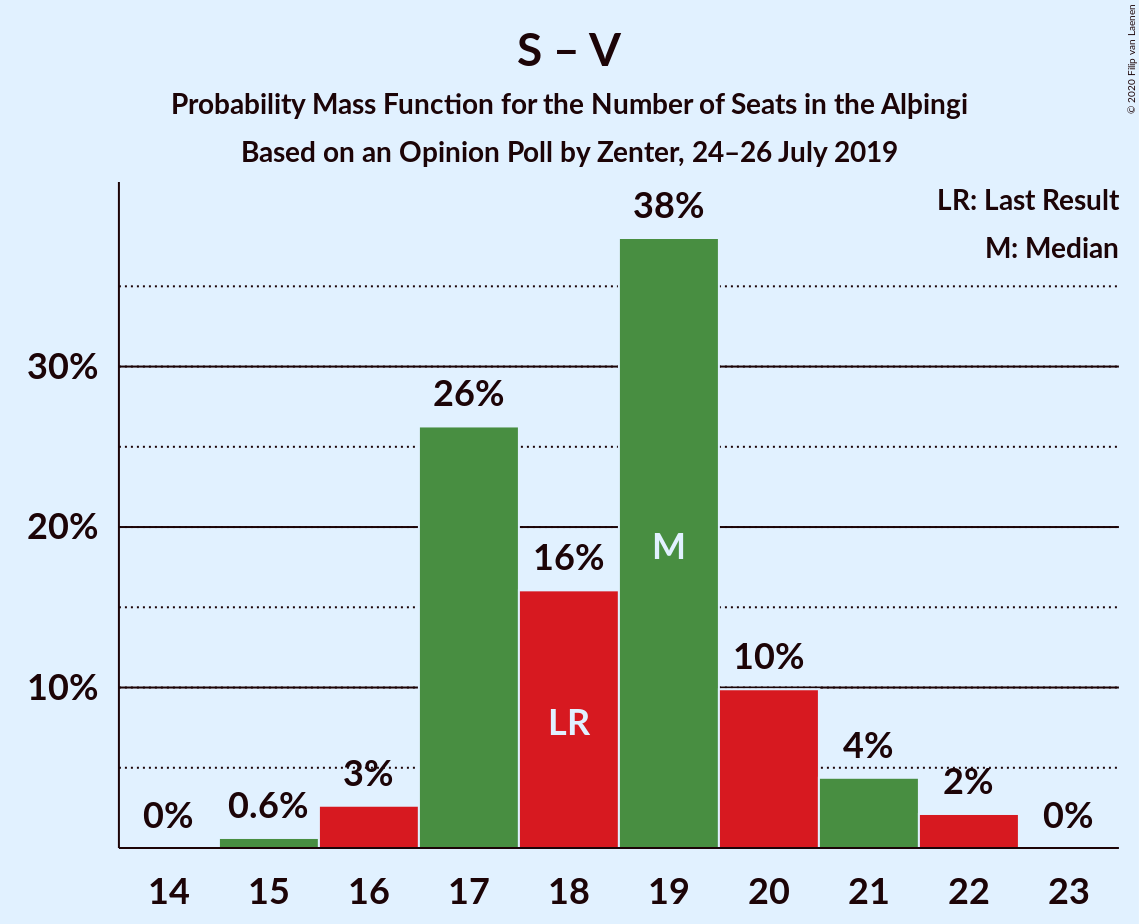 S – V
Probability Mass Function for the Number of Seats in the Alþingi
Based on an Opinion Poll by Zenter, 24–26 July 2019
© 2020 Filip van Laenen
LR: Last Result
M: Median
38%
30%
26%
20%
16%
M
10%
10%
LR
4%
3%
2%
0%
0.6%
0%
14 15 16 17 18 19 20 21 22 23